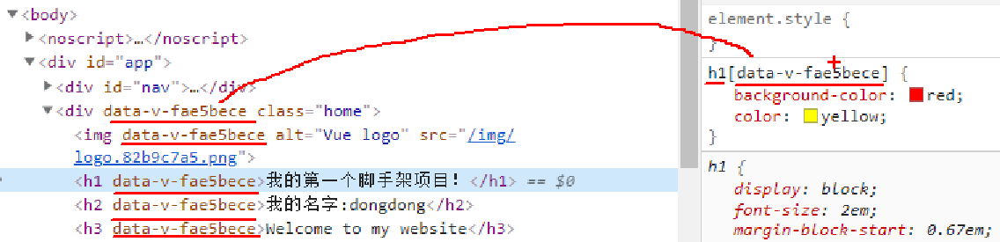 ▼<body>
▶<noscript>…</noscript>
▼<div id="app">
▶<div id="nav">…</div>
▼<div data-v-fae5bece class="home">
<img data-v-fae5bece alt="Vue logo" src="/img/
logo.82b9c7a5.png">
<h1 data-v-fae5bece>我的第一个脚手架项目！</h1> == $0
<h2 data-v-fae5bece>我的名字:dongdong</h2>
<h3 data-v-fae5bece>Welcome to my website</h3>
element.style {
}
h1[data-v-fae5bece] {
background-color: red;
color: yellow;
}
h1 {
display: block;
font-size: 2em;
margin-block-start: 0.67em;